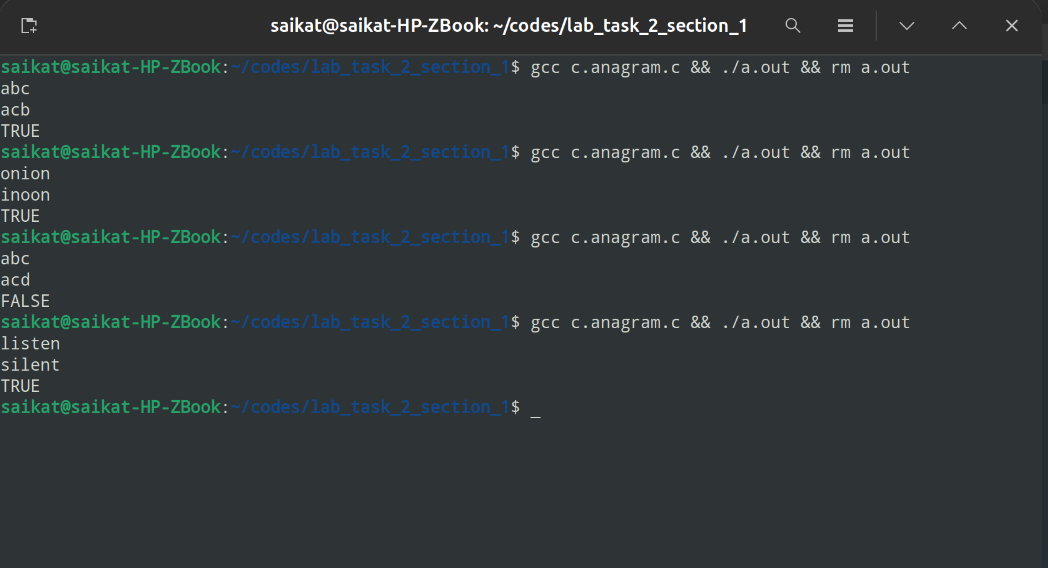 saikat@saikat-HP-ZBook: ~/codes/lab_task_2_section_1
saikat@saikat-HP-ZBook:~/codes/lab_task_2_section_1$ gcc c.anagram.c && ./a.out && rm a.out
abc
acb
TRUE
saikat@saikat-HP-ZBook:~/codes/lab_task_2_section_1$ gcc c.anagram.c && ./a.out && rm a.out
onion
inoon
TRUE
saikat@saikat-HP-ZBook:~/codes/lab_task_2_section_1$ gcc c.anagram.c && ./a.out && rm a.out
abc
acd
FALSE
saikat@saikat-HP-ZBook:~/codes/lab_task_2_section_1$ gcc c.anagram.c && ./a.out && rm a.out
listen
silent
TRUE
saikat@saikat-HP-ZBook:~/codes/lab_task_2_section_1$ _